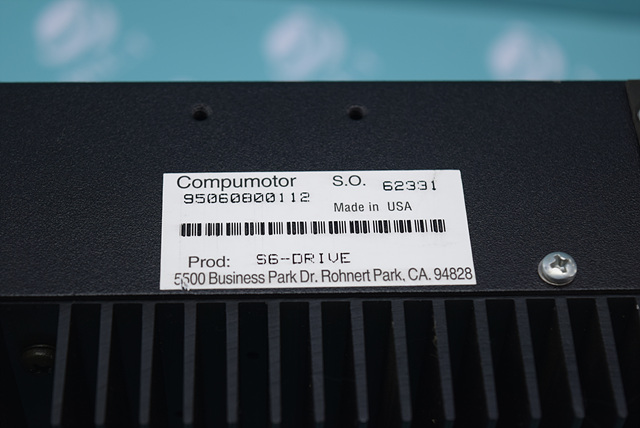 Compumotor S.O. 62331
95060800112
Made in USA
Prod: S6-DRIVE
5500 Business Park Dr. Rohnert Park, CA. 94828